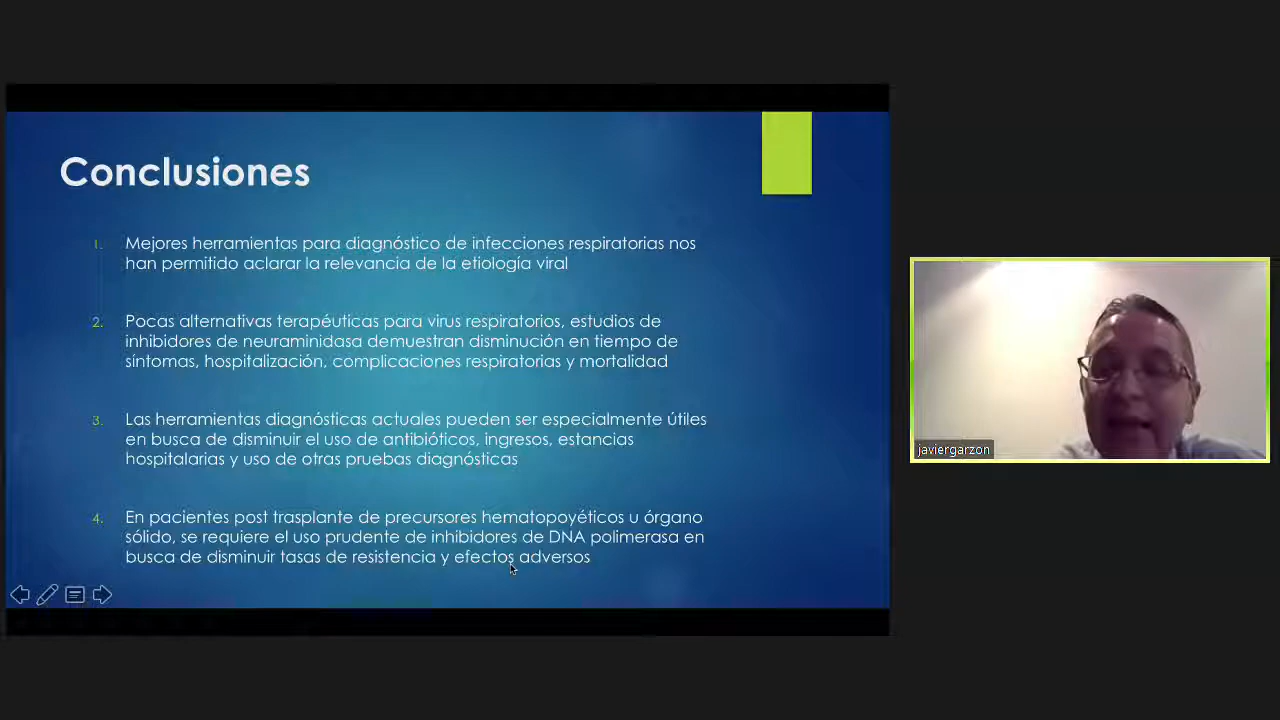 Conclusiones
1. Mejores herramientas para diagnóstico de infecciones respiratorias nos
han permitido aclarar la relevancia de la etiología viral
2. Pocas alternativas terapéuticas para virus respiratorios, estudios de
inhibidores de neuraminidasa demuestran disminución en tiempo de
síntomas, hospitalización, complicaciones respiratorias y mortalidad
3. Las herramientas diagnósticas actuales pueden ser especialmente útiles
en busca de disminuir el uso de antibióticos, ingresos, estancias
hospitalarias y uso de otras pruebas diagnósticas
4. En pacientes post trasplante de precursores hematopoyéticos u órgano
sólido, se requiere el uso prudente de inhibidores de DNA polimerasa en
busca de disminuir tasas de resistencia y efectos adversos
javiergarzon